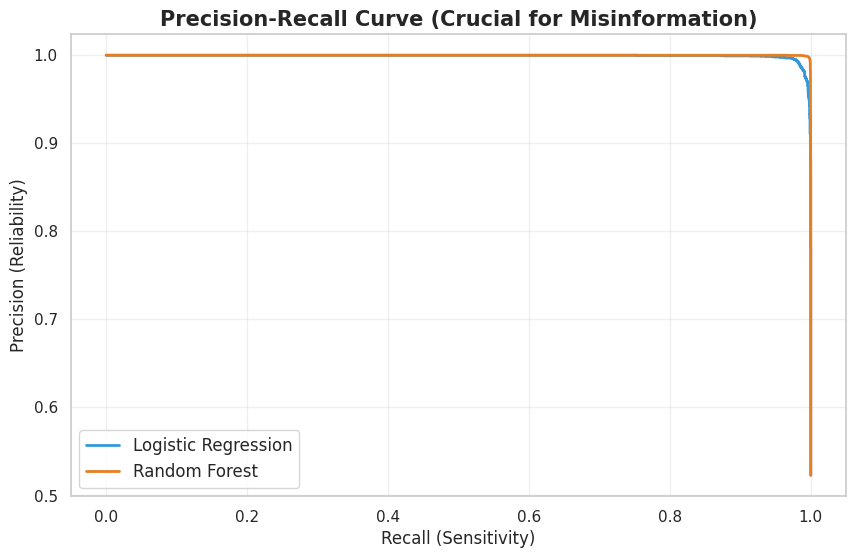 Precision-Recall Curve (Crucial for Misinformation)
1.0
0.9
0.8
0.7
0.6
0.5
Precision (Reliability)
Logistic Regression
Random Forest
0.0 0.2 0.4 0.6 0.8 1.0
Recall (Sensitivity)